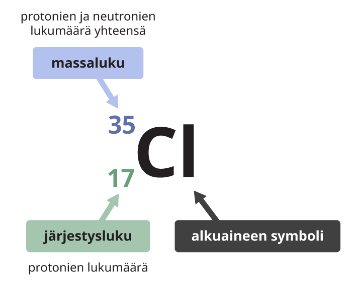 protonien ja neutronien
lukumäärä yhteensä
massaluku
35
Cl
17
järjestysluku
alkuaineen symboli
protonien lukumäärä